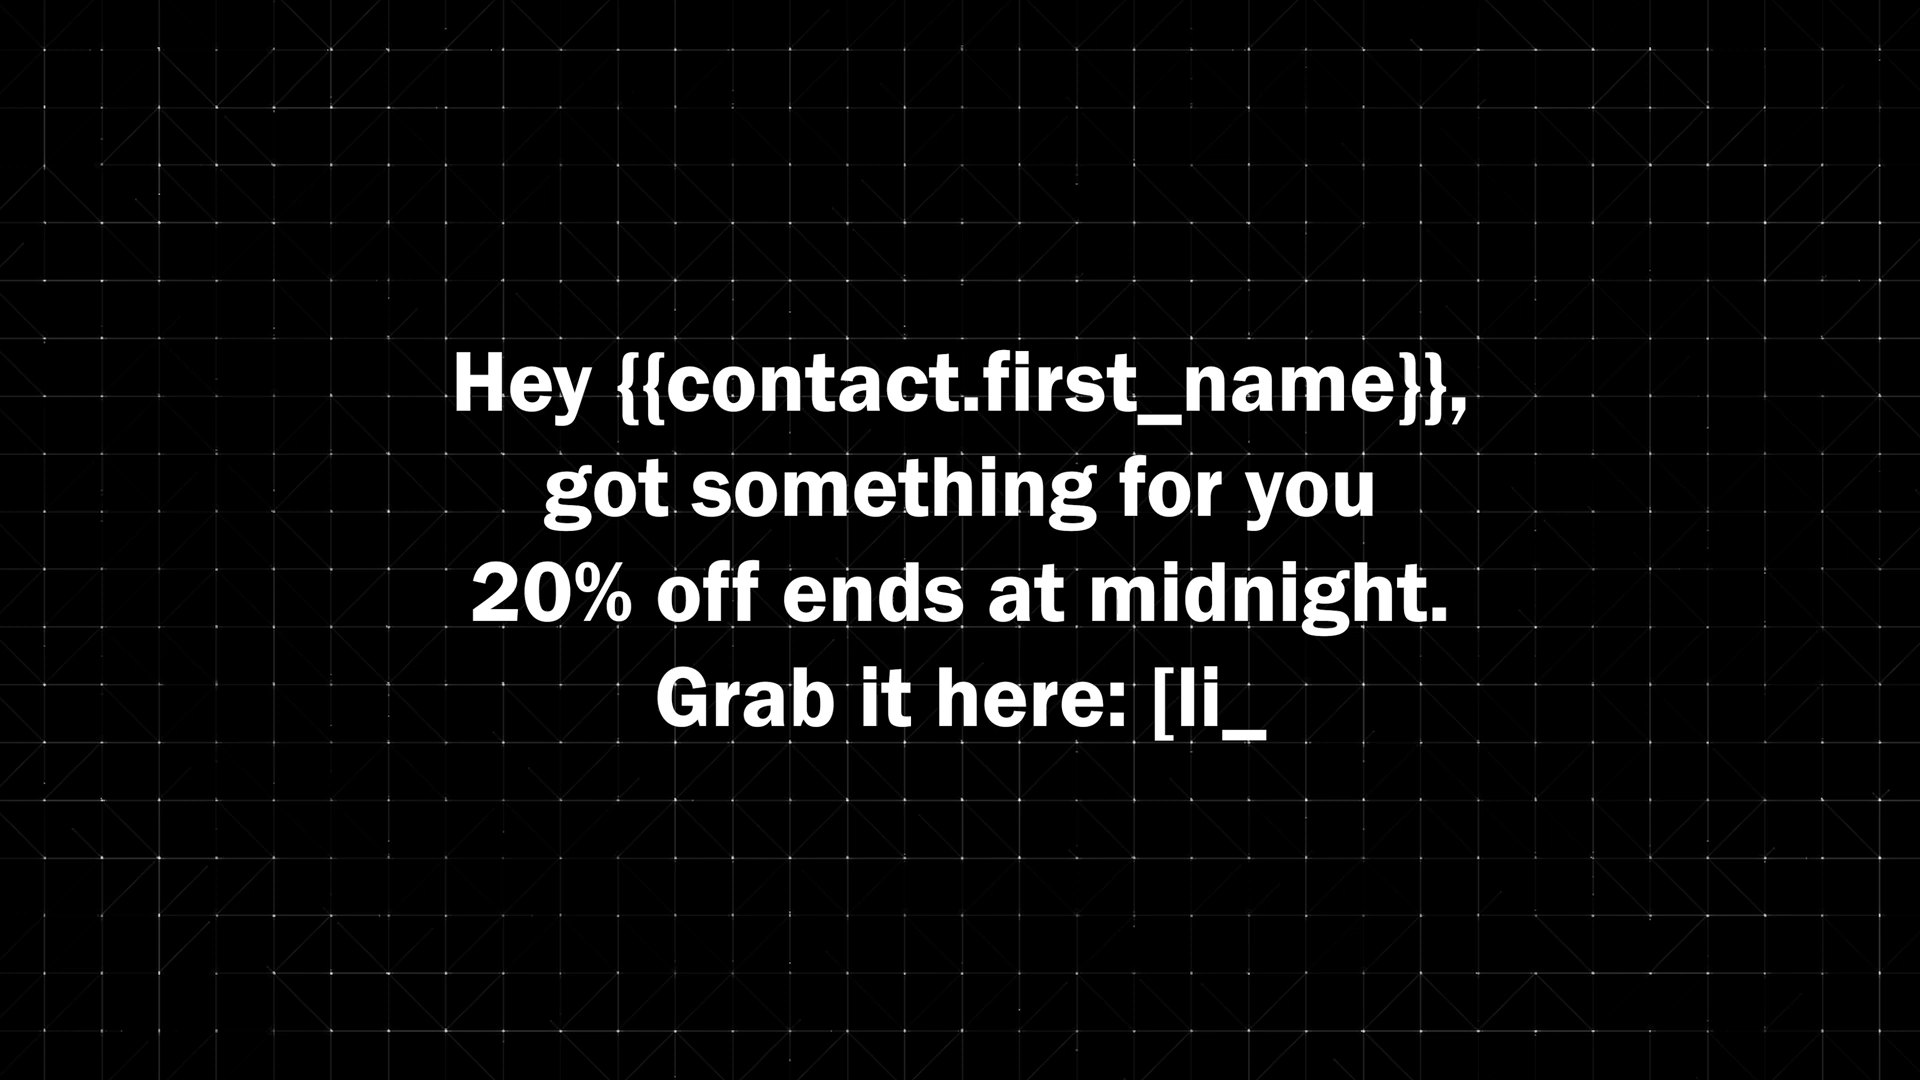 Hey {{contact.first_name}},
got something for you
20% off ends at midnight.
Grab it here: [li_